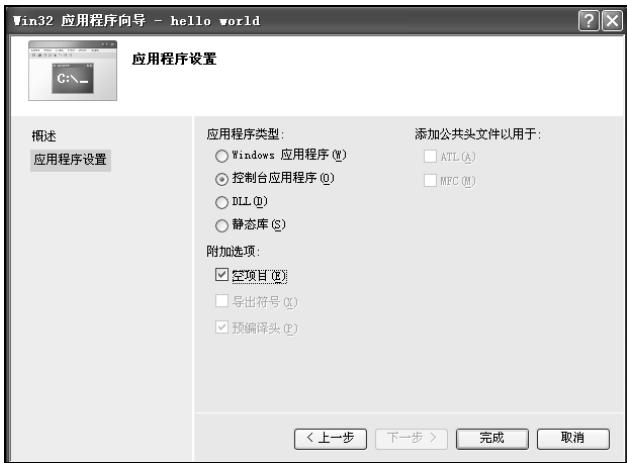 Win32 应用程序向导 - hello world
应用程序设置
C:\_
概述
应用程序设置
应用程序类型:
Windows 应用程序(W)
控制台应用程序(O)
DLL(D)
静态库(S)
附加选项:
空项目(E)
导出符号(X)
预编译头(P)
添加公共头文件以用于:
ATL(A)
MFC(M)
< 上一步
下一步 >
完成
取消